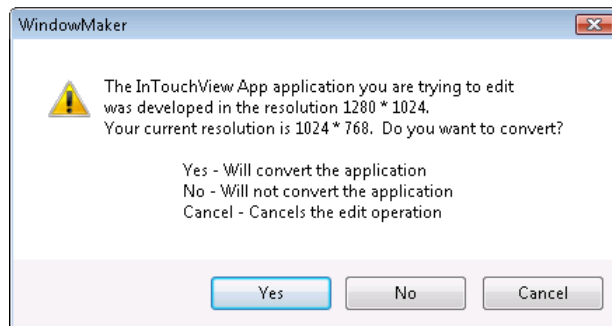 WindowMaker
The InTouchView App application you are trying to edit
was developed in the resolution 1280 * 1024.
Your current resolution is 1024 * 768.  Do you want to convert?
Yes - Will convert the application
No - Will not convert the application
Cancel - Cancels the edit operation
Yes No Cancel